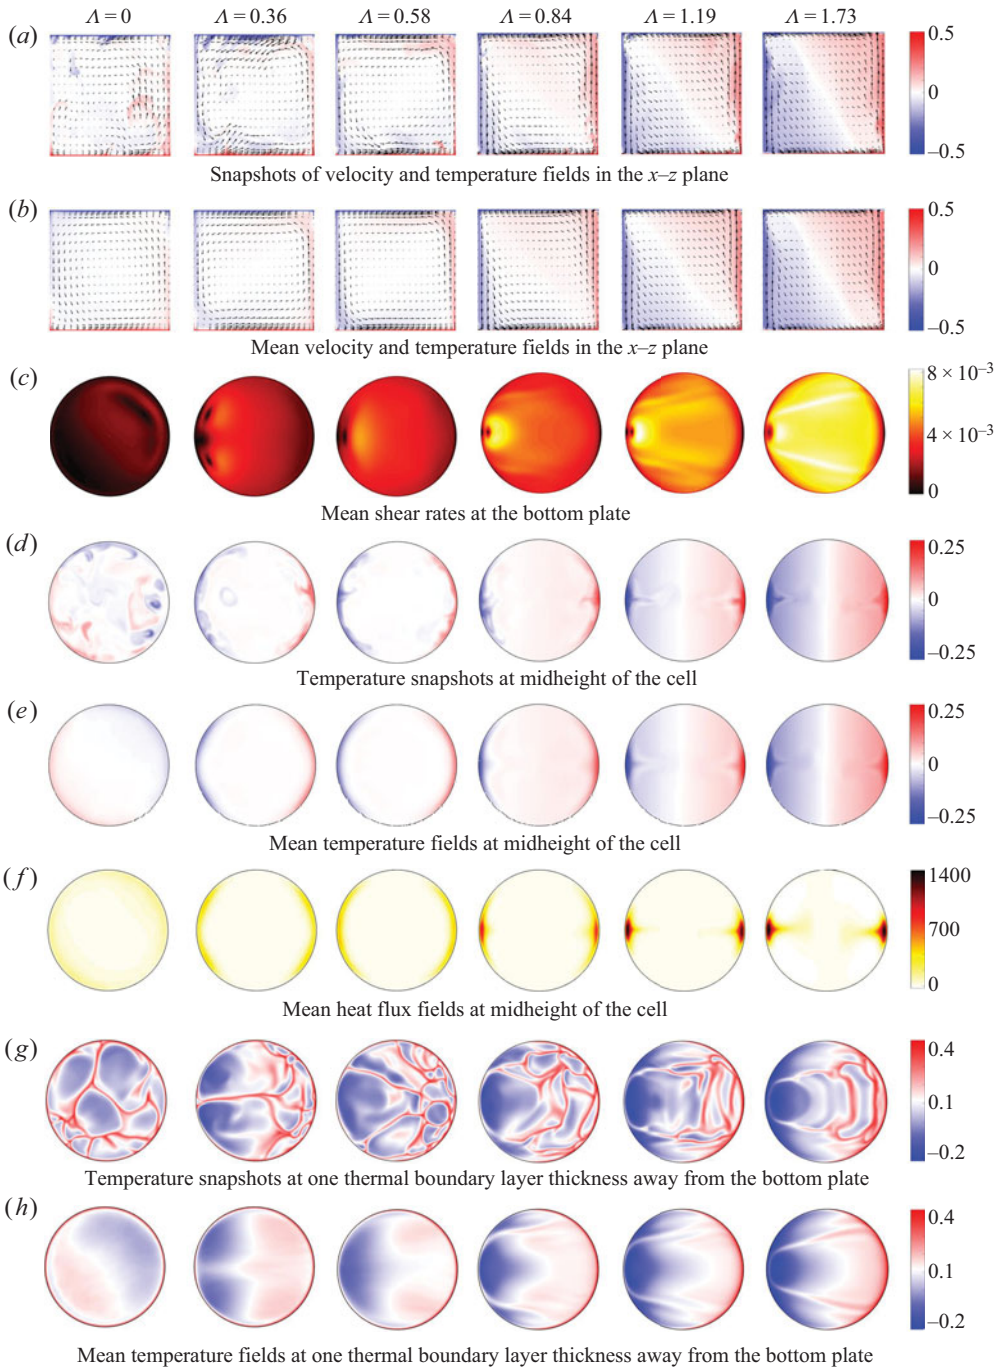 Λ = 0 Λ = 0.36 Λ = 0.58 Λ = 0.84 Λ = 1.19 Λ = 1.73
(a) 0.5
0
–0.5
Snapshots of velocity and temperature fields in the x–z plane
(b) 0.5
0
–0.5
Mean velocity and temperature fields in the x–z plane
(c) 8 × 10⁻³
4 × 10⁻³
0
Mean shear rates at the bottom plate
(d) 0.25
0
–0.25
Temperature snapshots at midheight of the cell
(e) 0.25
0
–0.25
Mean temperature fields at midheight of the cell
(f) 1400
700
0
Mean heat flux fields at midheight of the cell
(g) 0.4
0.1
–0.2
Temperature snapshots at one thermal boundary layer thickness away from the bottom plate
(h) 0.4
0.1
–0.2
Mean temperature fields at one thermal boundary layer thickness away from the bottom plate